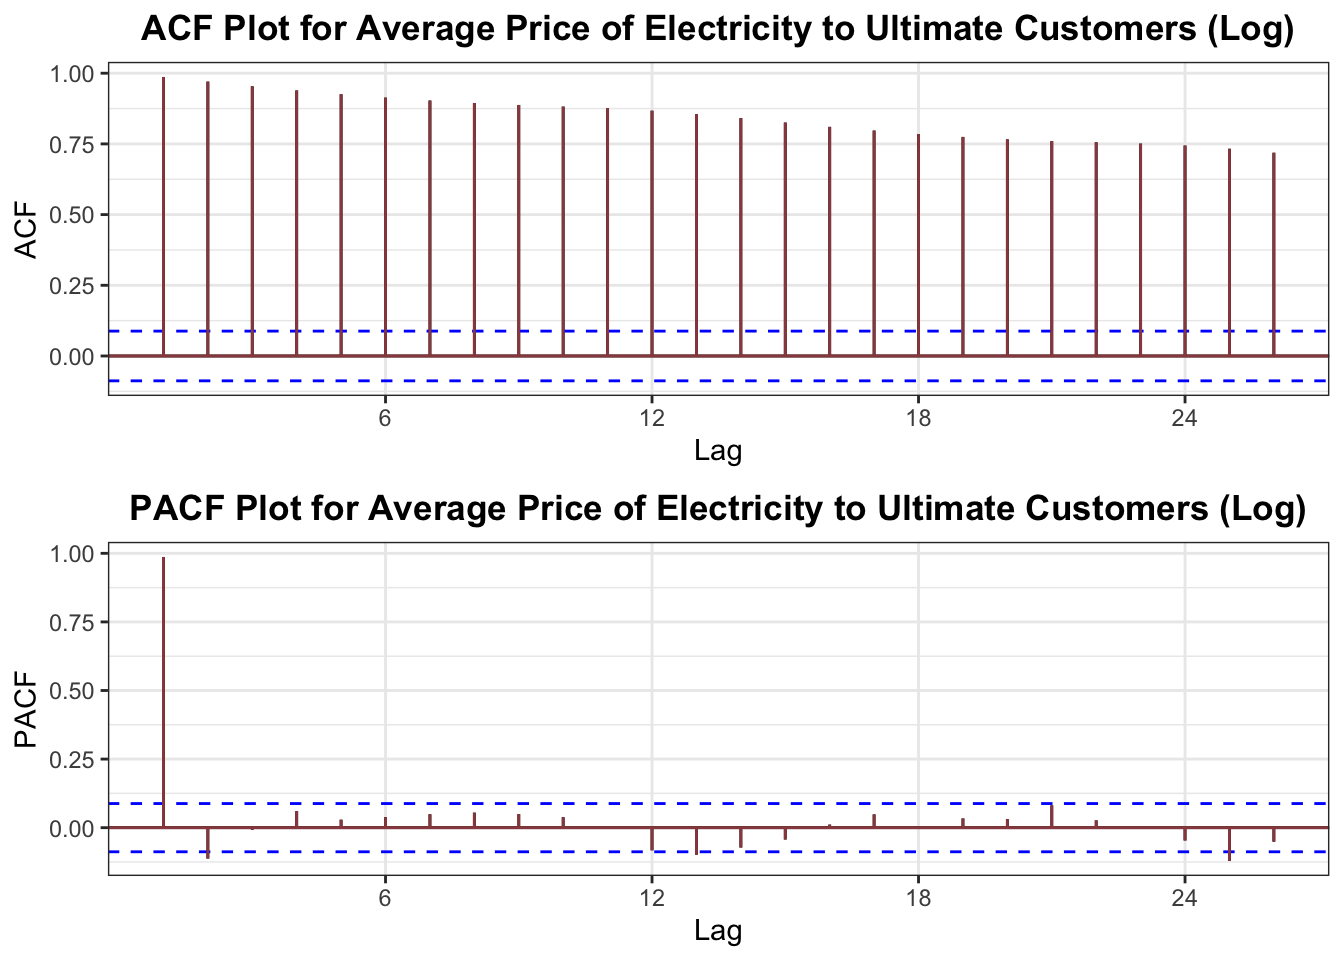 ACF Plot for Average Price of Electricity to Ultimate Customers (Log)
1.00
0.75
0.50
0.25
0.00
ACF
6 12 18 24
Lag
PACF Plot for Average Price of Electricity to Ultimate Customers (Log)
1.00
0.75
0.50
0.25
0.00
PACF
6 12 18 24
Lag